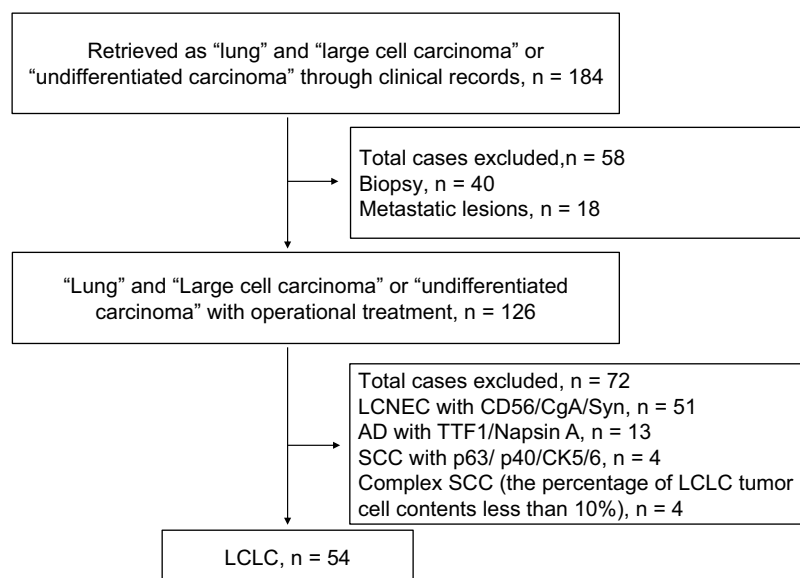 Retrieved as “lung” and “large cell carcinoma” or
“undifferentiated carcinoma” through clinical records, n = 184
Total cases excluded,n = 58
Biopsy, n = 40
Metastatic lesions, n = 18
“Lung” and “Large cell carcinoma” or “undifferentiated
carcinoma” with operational treatment, n = 126
Total cases excluded, n = 72
LCNEC with CD56/CgA/Syn, n = 51
AD with TTF1/Napsin A, n = 13
SCC with p63/ p40/CK5/6, n = 4
Complex SCC (the percentage of LCLC tumor
cell contents less than 10%), n = 4
LCLC, n = 54